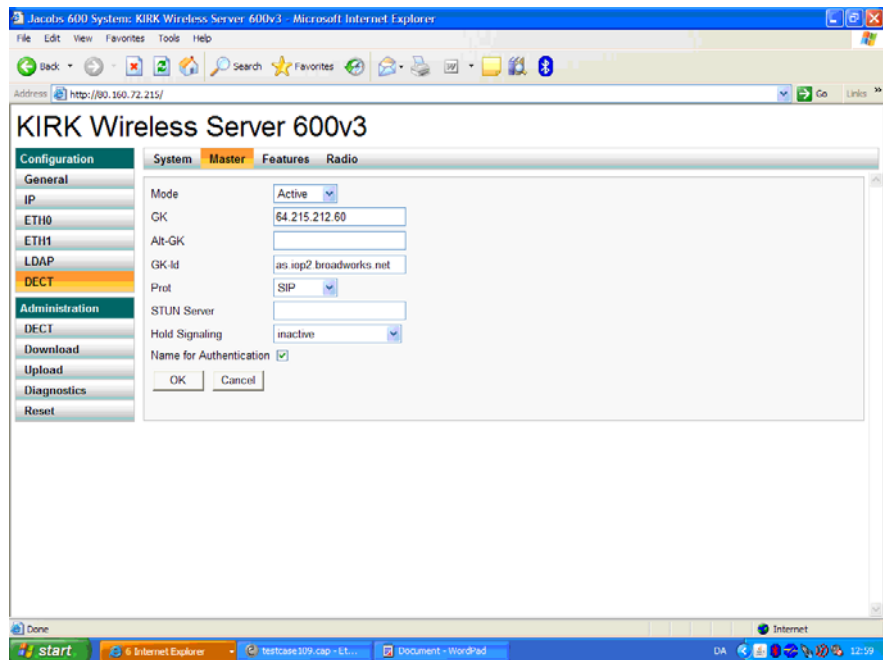 Jacobs 600 System: KIRK Wireless Server 600v3 - Microsoft Internet Explorer
File Edit View Favorites Tools Help
Back Search Favorites
Address http://80.160.72.215/ Go Links »
KIRK Wireless Server 600v3
Configuration
General
IP
ETH0
ETH1
LDAP
DECT
Administration
DECT
Download
Upload
Diagnostics
Reset
System Master Features Radio
Mode Active
GK 64.215.212.60
Alt-GK
GK-Id as.iop2.broadworks.net
Prot SIP
STUN Server
Hold Signaling inactive
Name for Authentication
OK Cancel
Done Internet
start 6 Internet Explorer testcase109.cap - Et... Document - WordPad DA 12:59